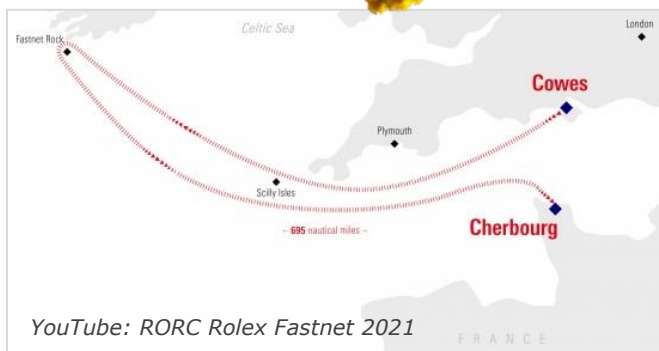 Celtic Sea
London
Fastnet Rock
Cowes
Plymouth
Scilly Isles
Cherbourg
– 695 nautical miles –
YouTube: RORC Rolex Fastnet 2021
FRANCE